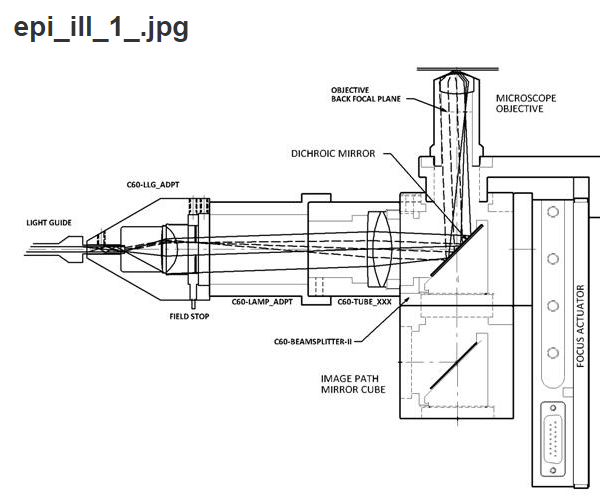 epi_ill_1_.jpg
OBJECTIVE
BACK FOCAL PLANE
MICROSCOPE
OBJECTIVE
DICHROIC MIRROR
C60-LLG_ADPT
LIGHT GUIDE
C60-LAMP_ADPT
C60-TUBE_XXX
FIELD STOP
C60-BEAMSPLITTER-II
IMAGE PATH
MIRROR CUBE
FOCUS ACTUATOR